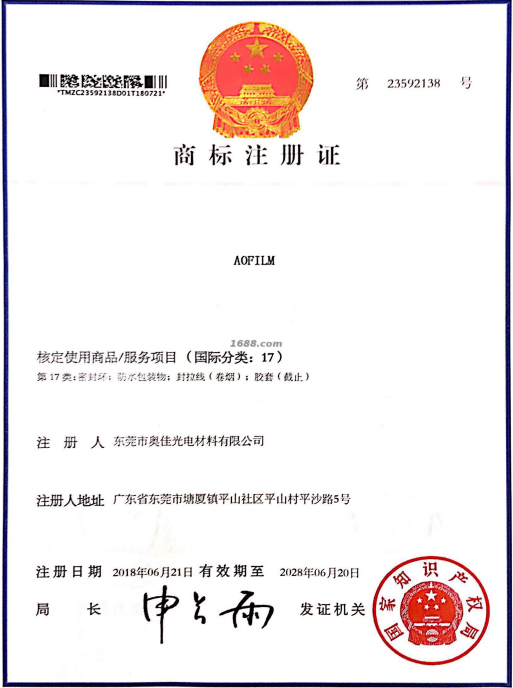 第 23592138 号
*TMZC23592138D01T180721*
商标注册证
AOFILM
1688.com
核定使用商品/服务项目（国际分类：17）
第17类：密封环；防水包装物；封拉线（卷烟）；胶套（截止）
注 册 人 东莞市奥佳光电材料有限公司
注册人地址 广东省东莞市塘厦镇平山社区平山村平沙路5号
注册日期 2018年06月21日 有效期至 2028年06月20日
局 长 申长雨 发证机关
国家知识产权局